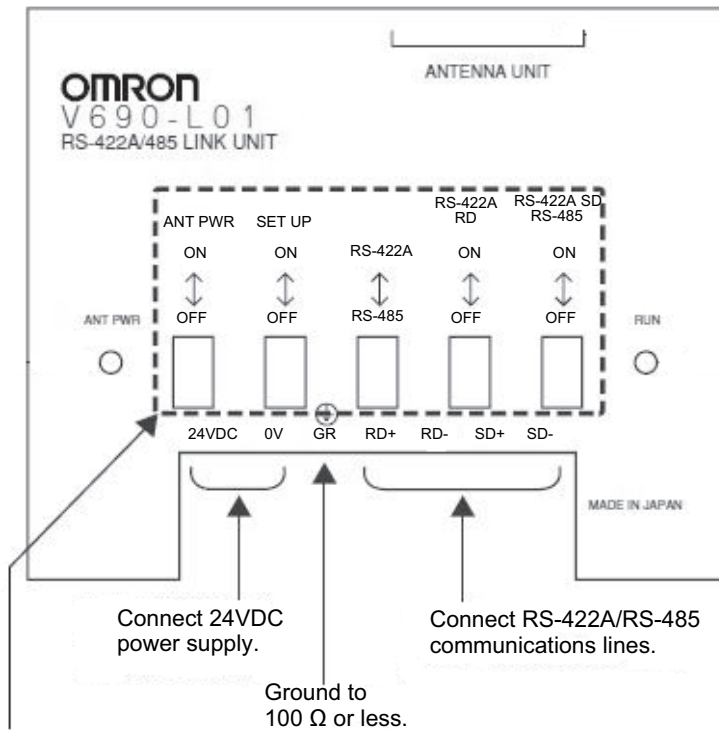 ANTENNA UNIT
OMRON
V690-L01
RS-422A/485 LINK UNIT
ANT PWR
SET UP
RS-422A
RD
RS-422A SD
RS-485
ON
ON
RS-422A
ON
ON
ANT PWR
OFF
OFF
RS-485
OFF
OFF
RUN
24VDC 0V GR RD+ RD- SD+ SD-
MADE IN JAPAN
Connect 24VDC
power supply.
Connect RS-422A/RS-485
communications lines.
Ground to
100 Ω or less.